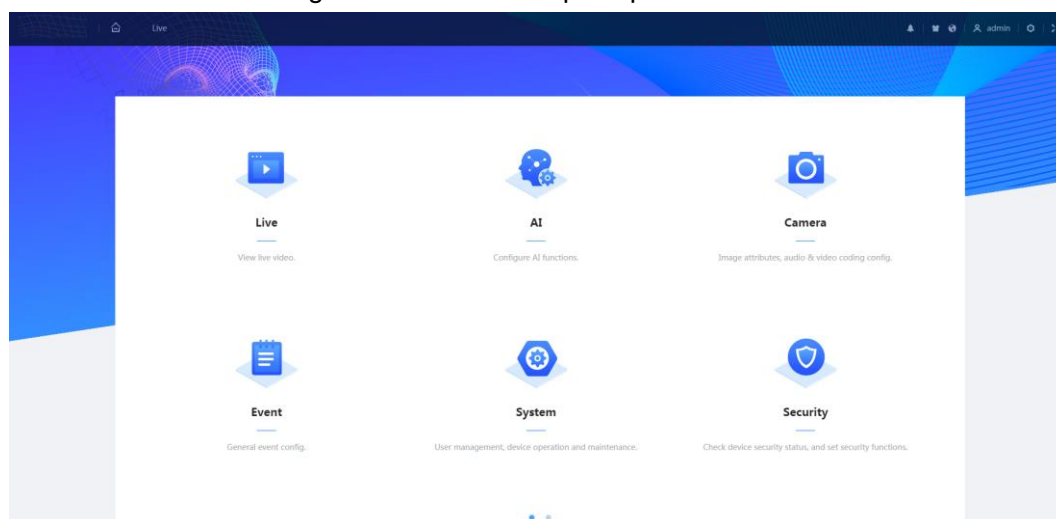 Live
admin
Live
View live video.
AI
Configure AI functions.
Camera
Image attributes, audio & video coding config.
Event
General event config.
System
User management, device operation and maintenance.
Security
Check device security status, and set security functions.